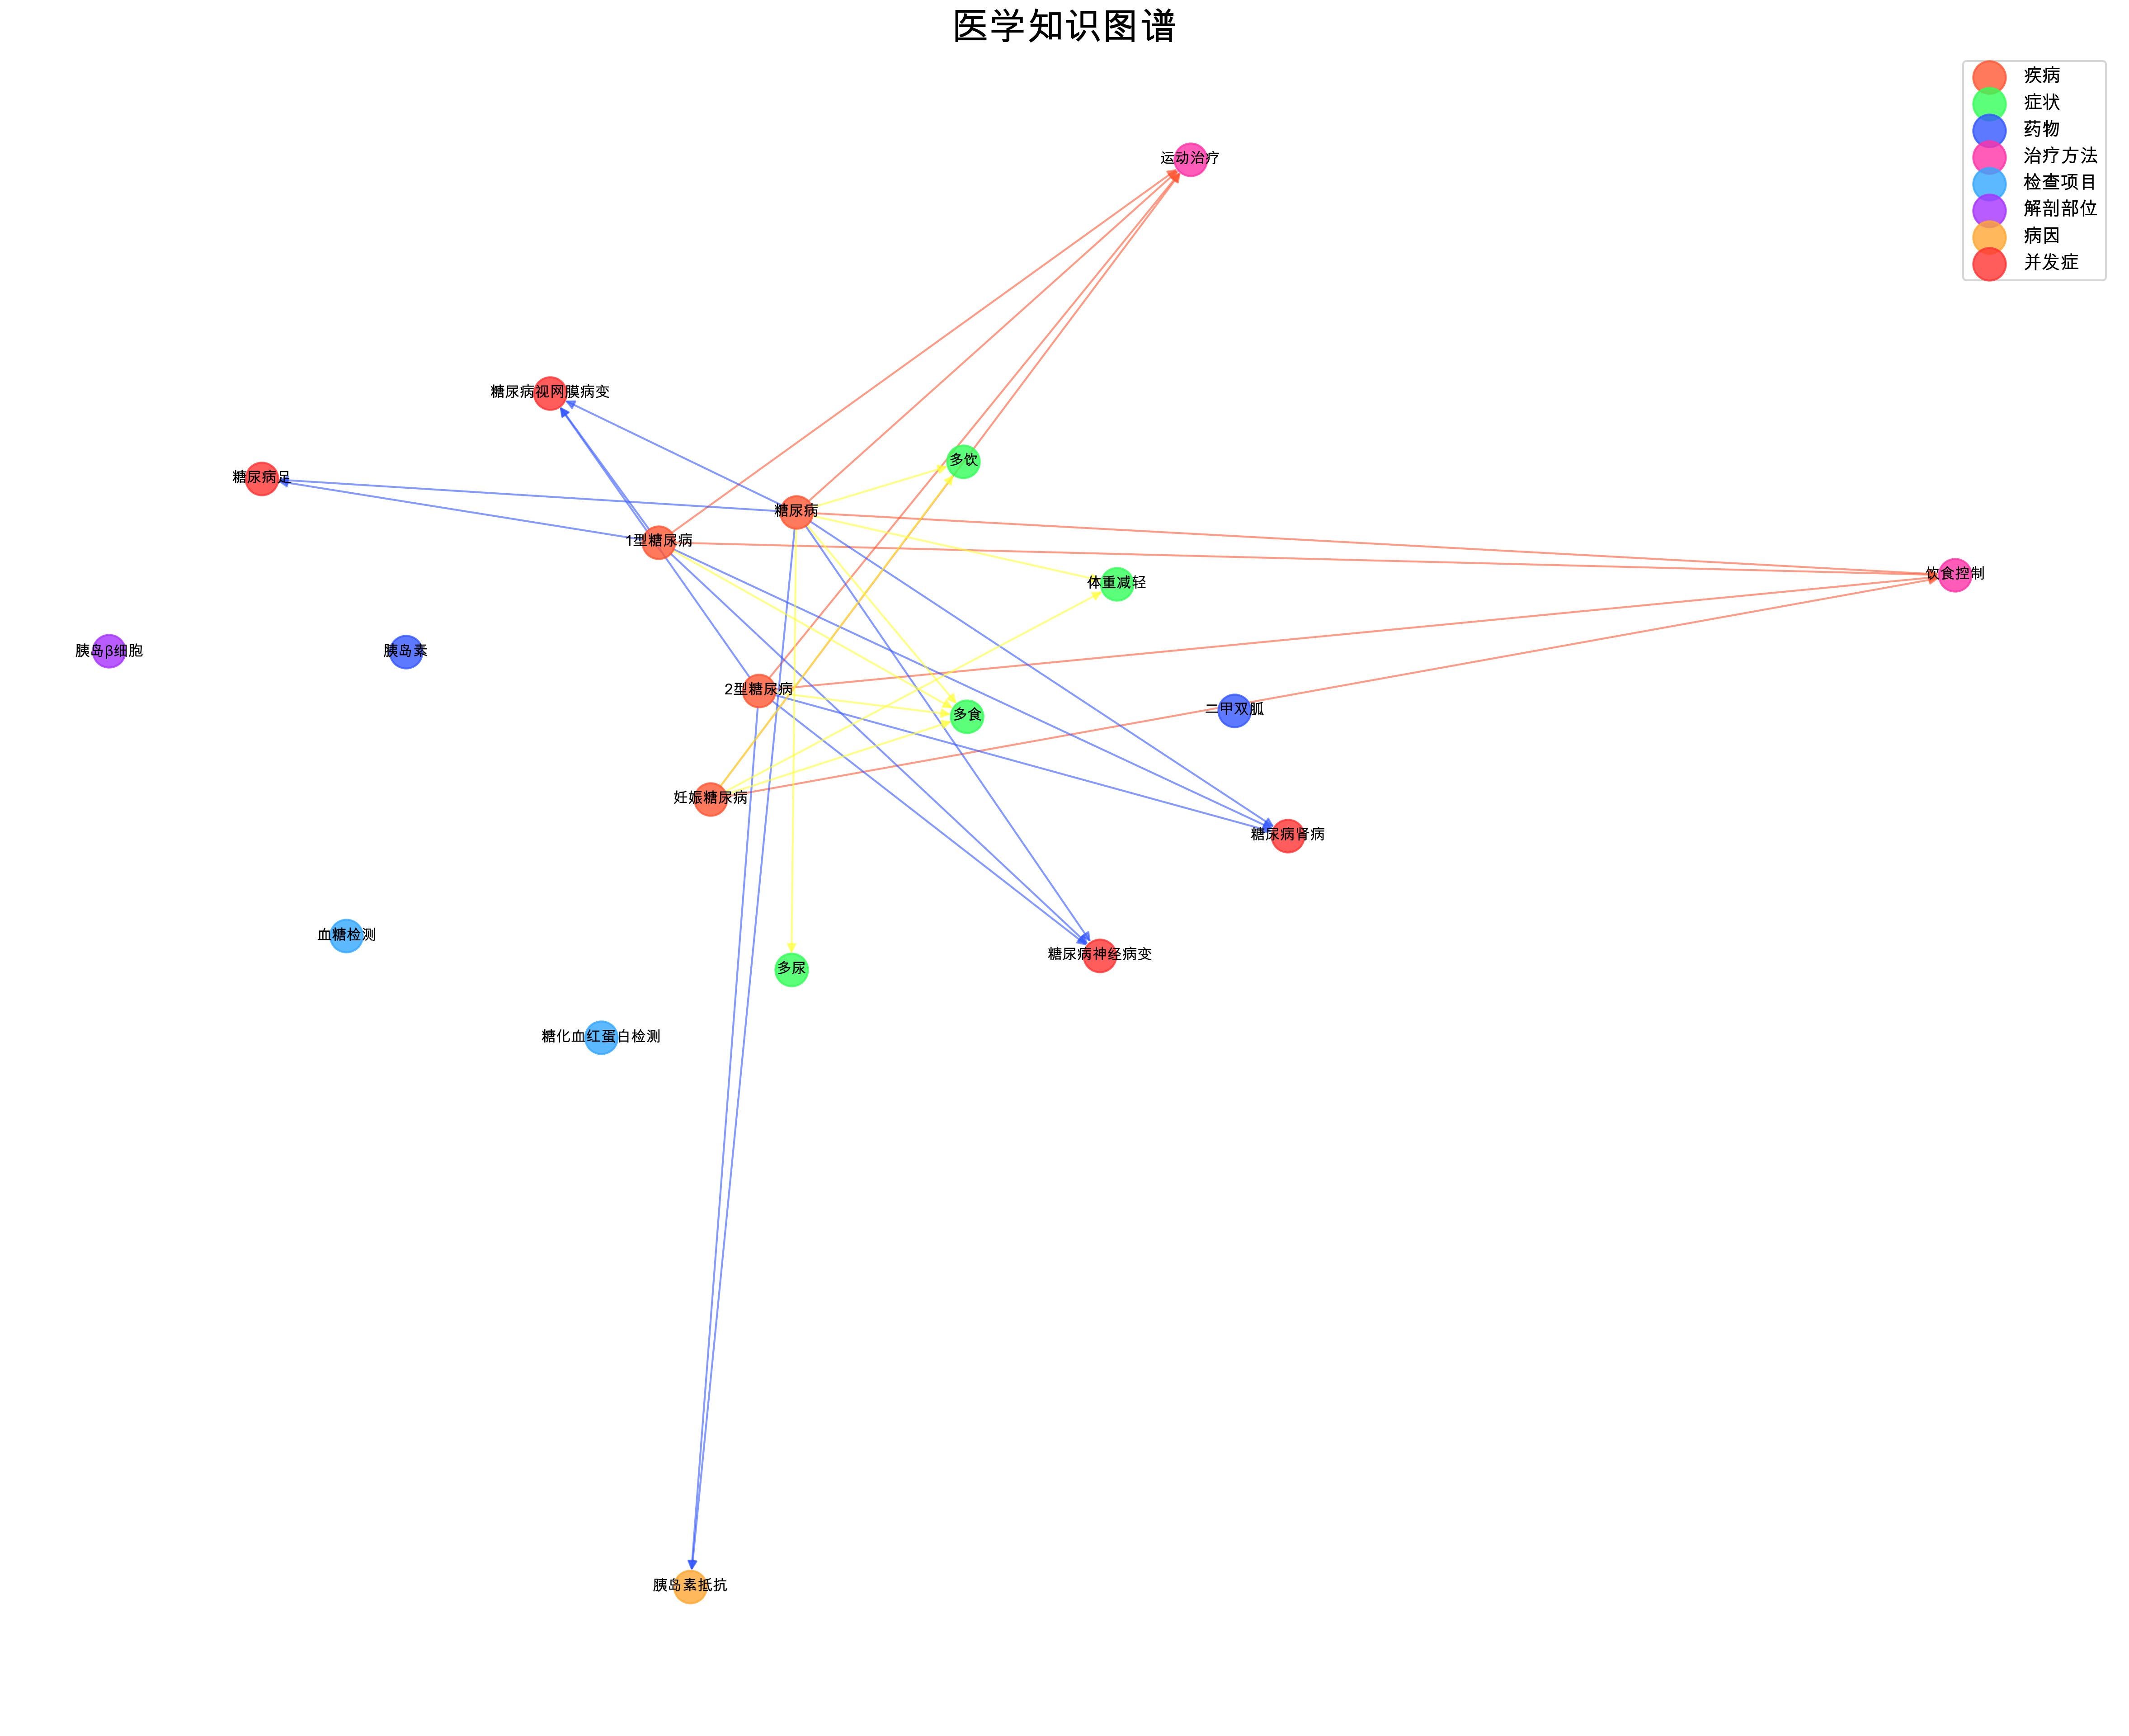 医学知识图谱
疾病
症状
药物
治疗方法
检查项目
解剖部位
病因
并发症
运动治疗
糖尿病视网膜病变
多饮
糖尿病足
糖尿病
1型糖尿病
体重减轻
饮食控制
胰岛β细胞
胰岛素
2型糖尿病
二甲双胍
多食
妊娠糖尿病
糖尿病肾病
血糖检测
糖尿病神经病变
多尿
糖化血红蛋白检测
胰岛素抵抗